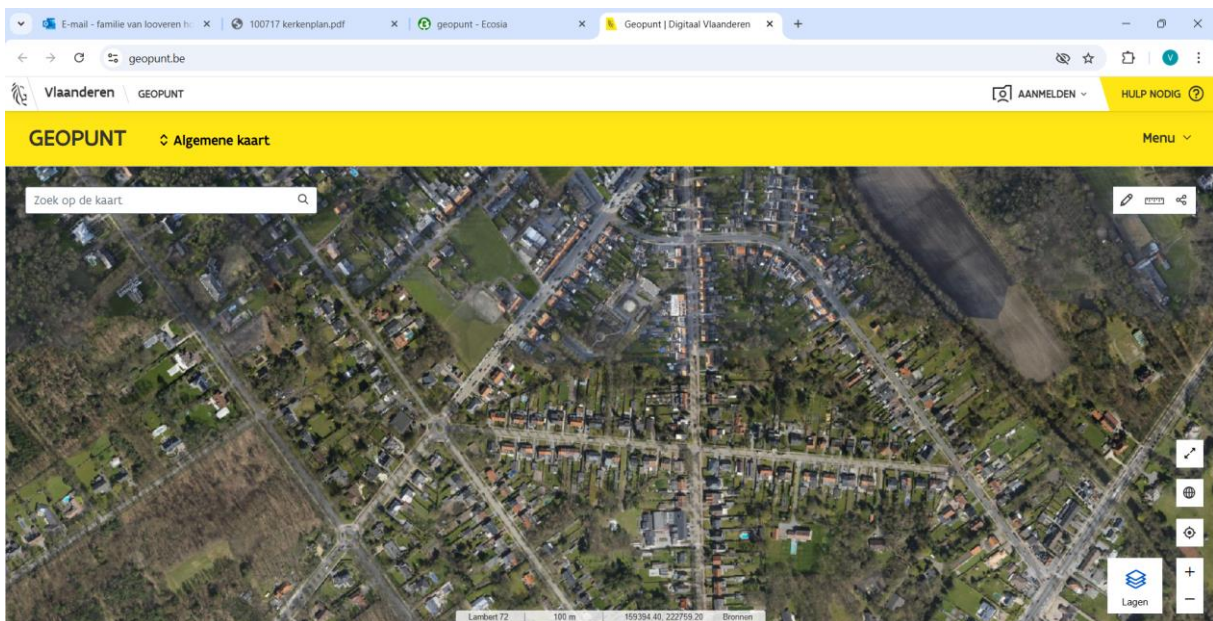 E-mail - familie van looveren ho
100717 kerkenplan.pdf
geopunt - Ecosia
Geopunt | Digitaal Vlaanderen
geopunt.be
V
Vlaanderen
GEOPUNT
AANMELDEN
HULP NODIG
GEOPUNT
Algemene kaart
Menu
Zoek op de kaart
Lagen
Lambert 72
100 m
159394.40, 222759.20
Bronnen